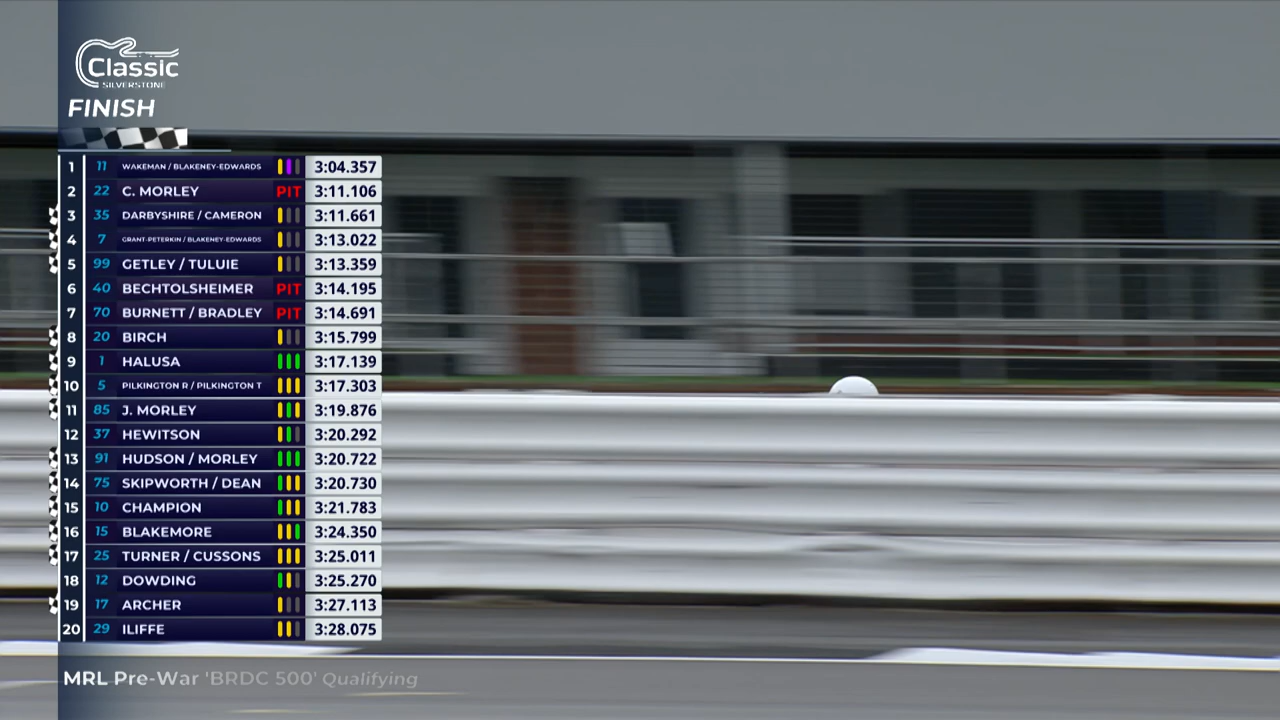 Classic
SILVERSTONE
FINISH
1 11 WAKEMAN / BLAKENEY-EDWARDS 3:04.357
2 22 C. MORLEY PIT 3:11.106
3 35 DARBYSHIRE / CAMERON 3:11.661
4 7 GRANT-PETERKIN / BLAKENEY-EDWARDS 3:13.022
5 99 GETLEY / TULUIE 3:13.359
6 40 BECHTOLSHEIMER PIT 3:14.195
7 70 BURNETT / BRADLEY PIT 3:14.691
8 20 BIRCH 3:15.799
9 1 HALUSA 3:17.139
10 5 PILKINGTON R / PILKINGTON T 3:17.303
11 85 J. MORLEY 3:19.876
12 37 HEWITSON 3:20.292
13 91 HUDSON / MORLEY 3:20.722
14 75 SKIPWORTH / DEAN 3:20.730
15 10 CHAMPION 3:21.783
16 15 BLAKEMORE 3:24.350
17 25 TURNER / CUSSONS 3:25.011
18 12 DOWDING 3:25.270
19 17 ARCHER 3:27.113
20 29 ILIFFE 3:28.075
MRL Pre-War 'BRDC 500' Qualifying